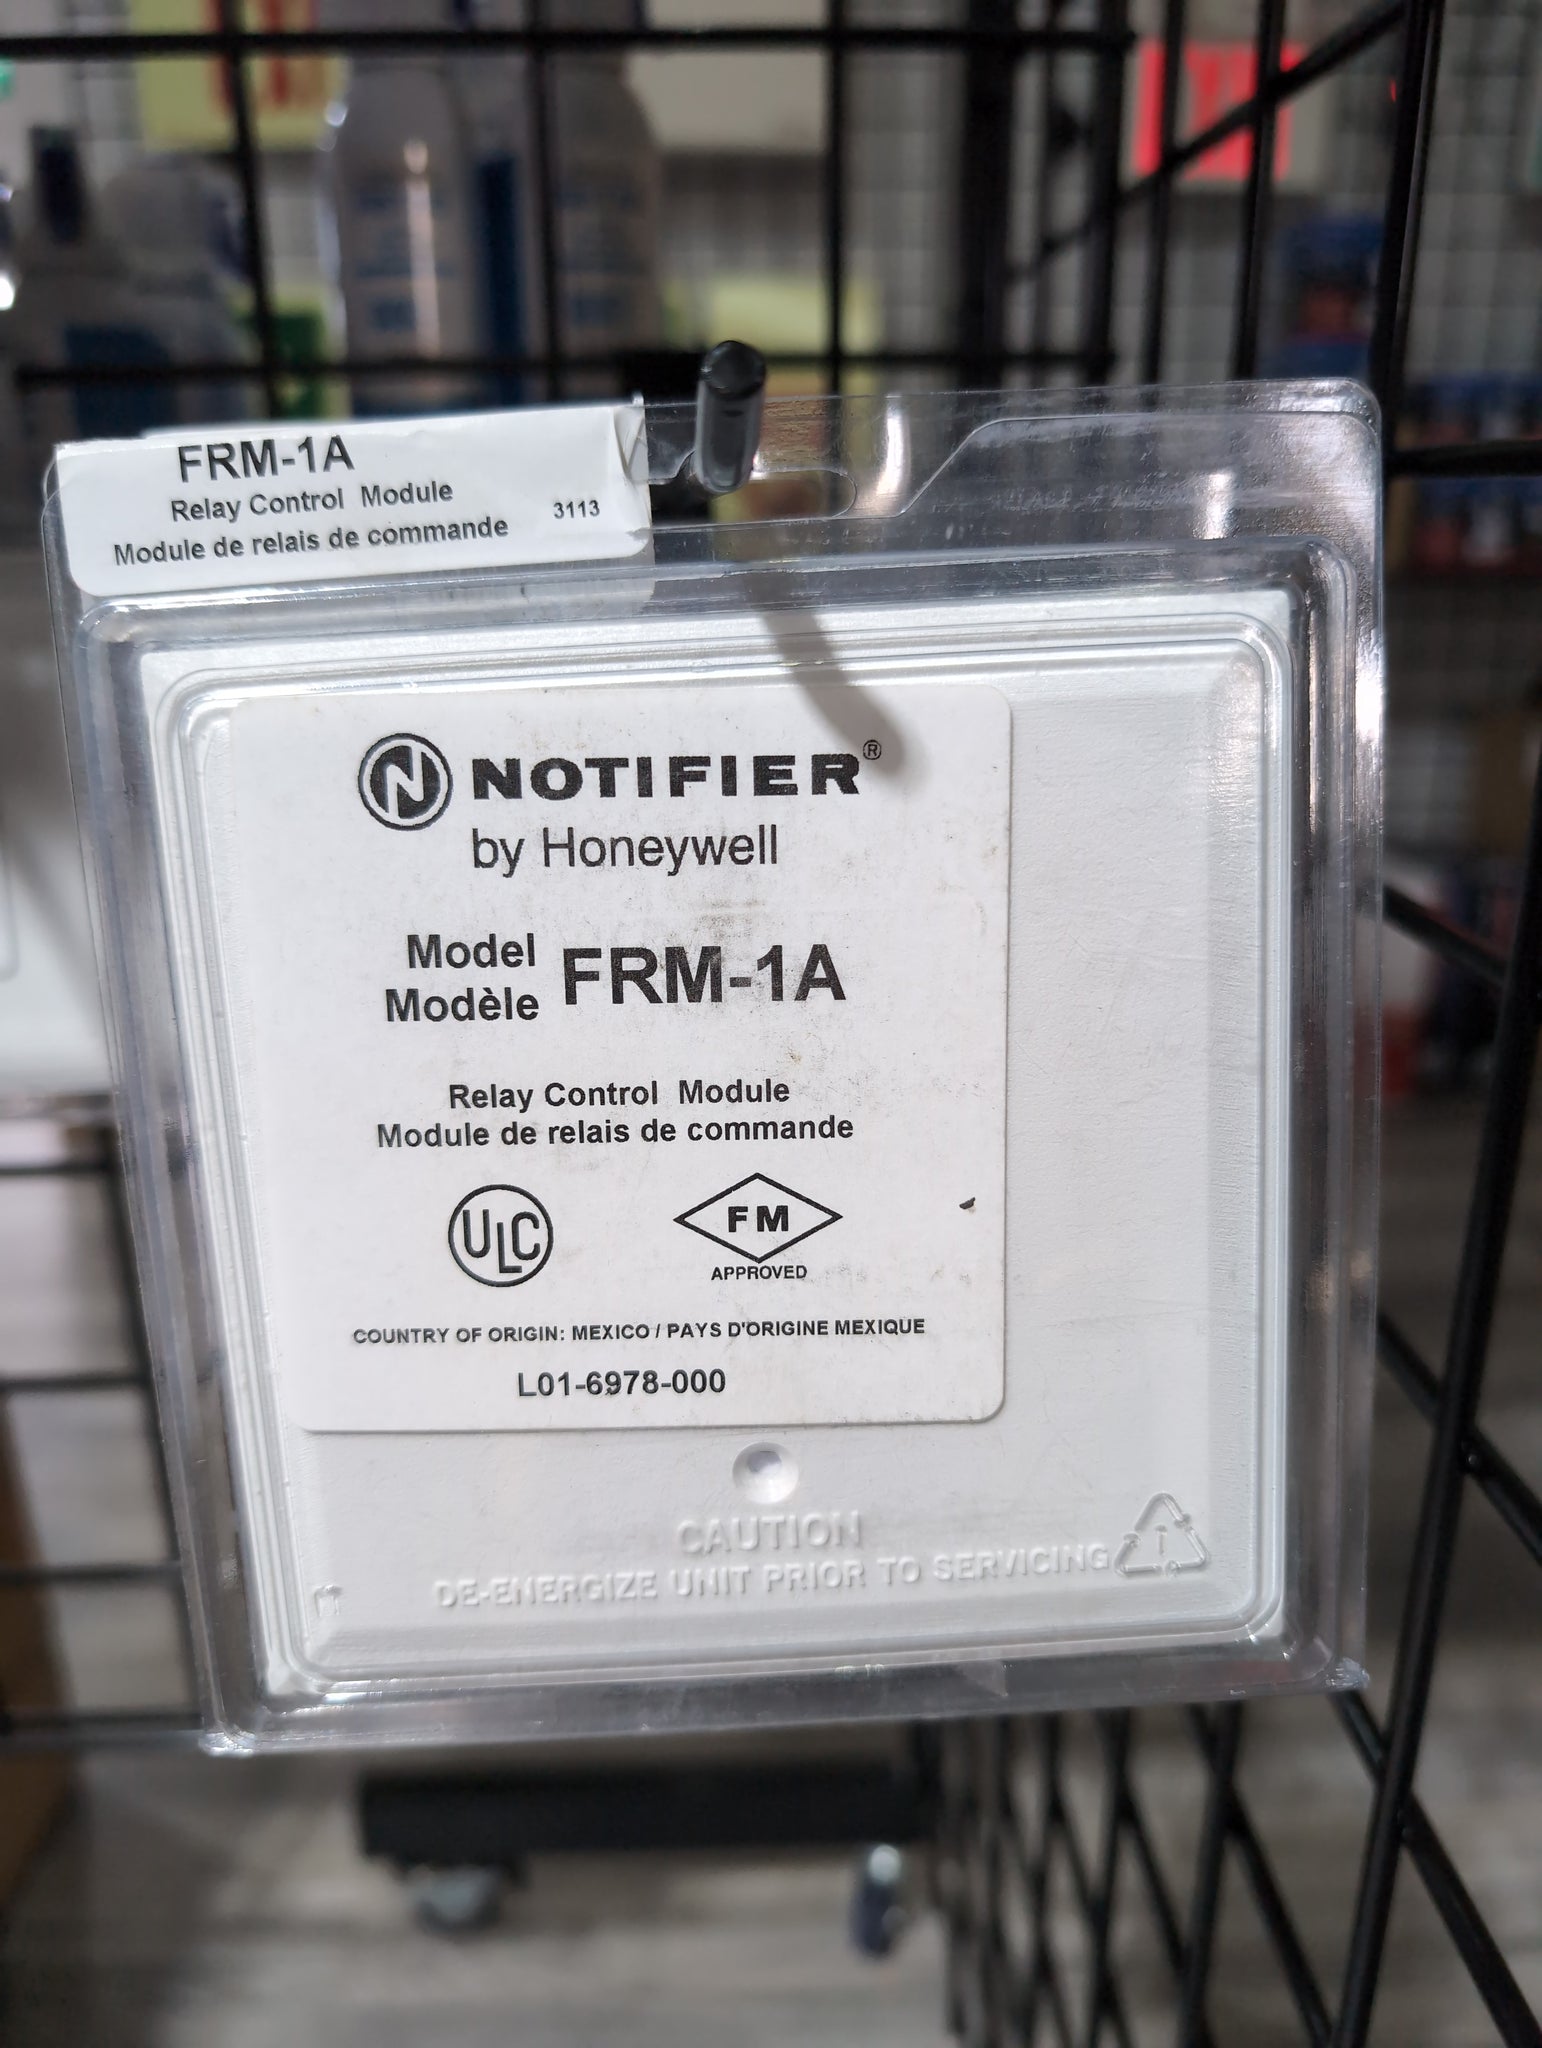 FRM-1A
Relay Control Module
Module de relais de commande
3113
N NOTIFIER®
by Honeywell
Model
Modèle
FRM-1A
Relay Control Module
Module de relais de commande
ULC
FM
APPROVED
COUNTRY OF ORIGIN: MEXICO / PAYS D'ORIGINE MEXIQUE
L01-6978-000
CAUTION
DE-ENERGIZE UNIT PRIOR TO SERVICING